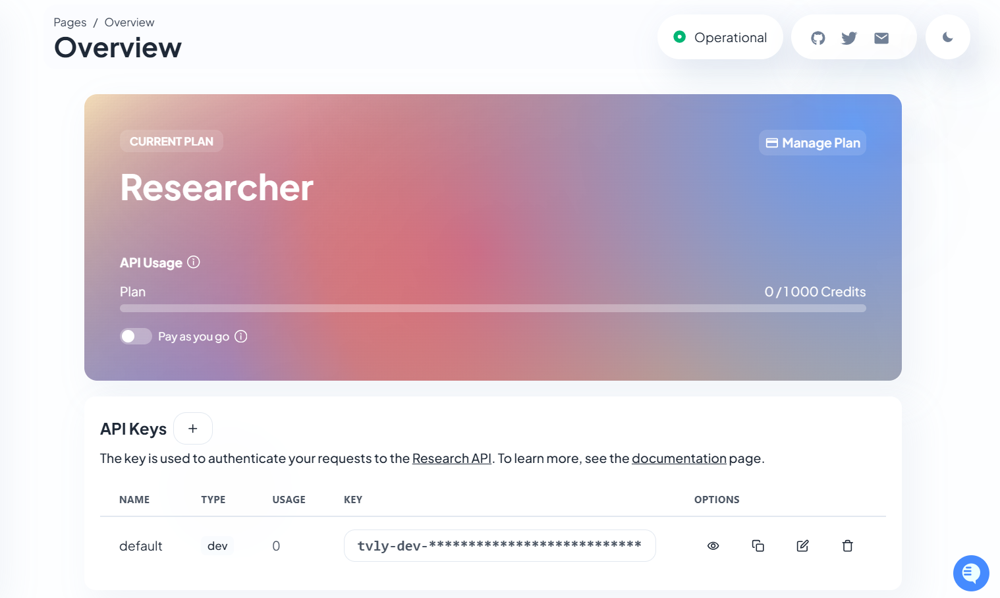 Pages / Overview
Overview
Operational
CURRENT PLAN
Manage Plan
Researcher
API Usage
Plan
0 / 1 000 Credits
Pay as you go
API Keys
+
The key is used to authenticate your requests to the Research API. To learn more, see the documentation page.
NAME TYPE USAGE KEY OPTIONS
default dev 0 tvly-dev-***************************